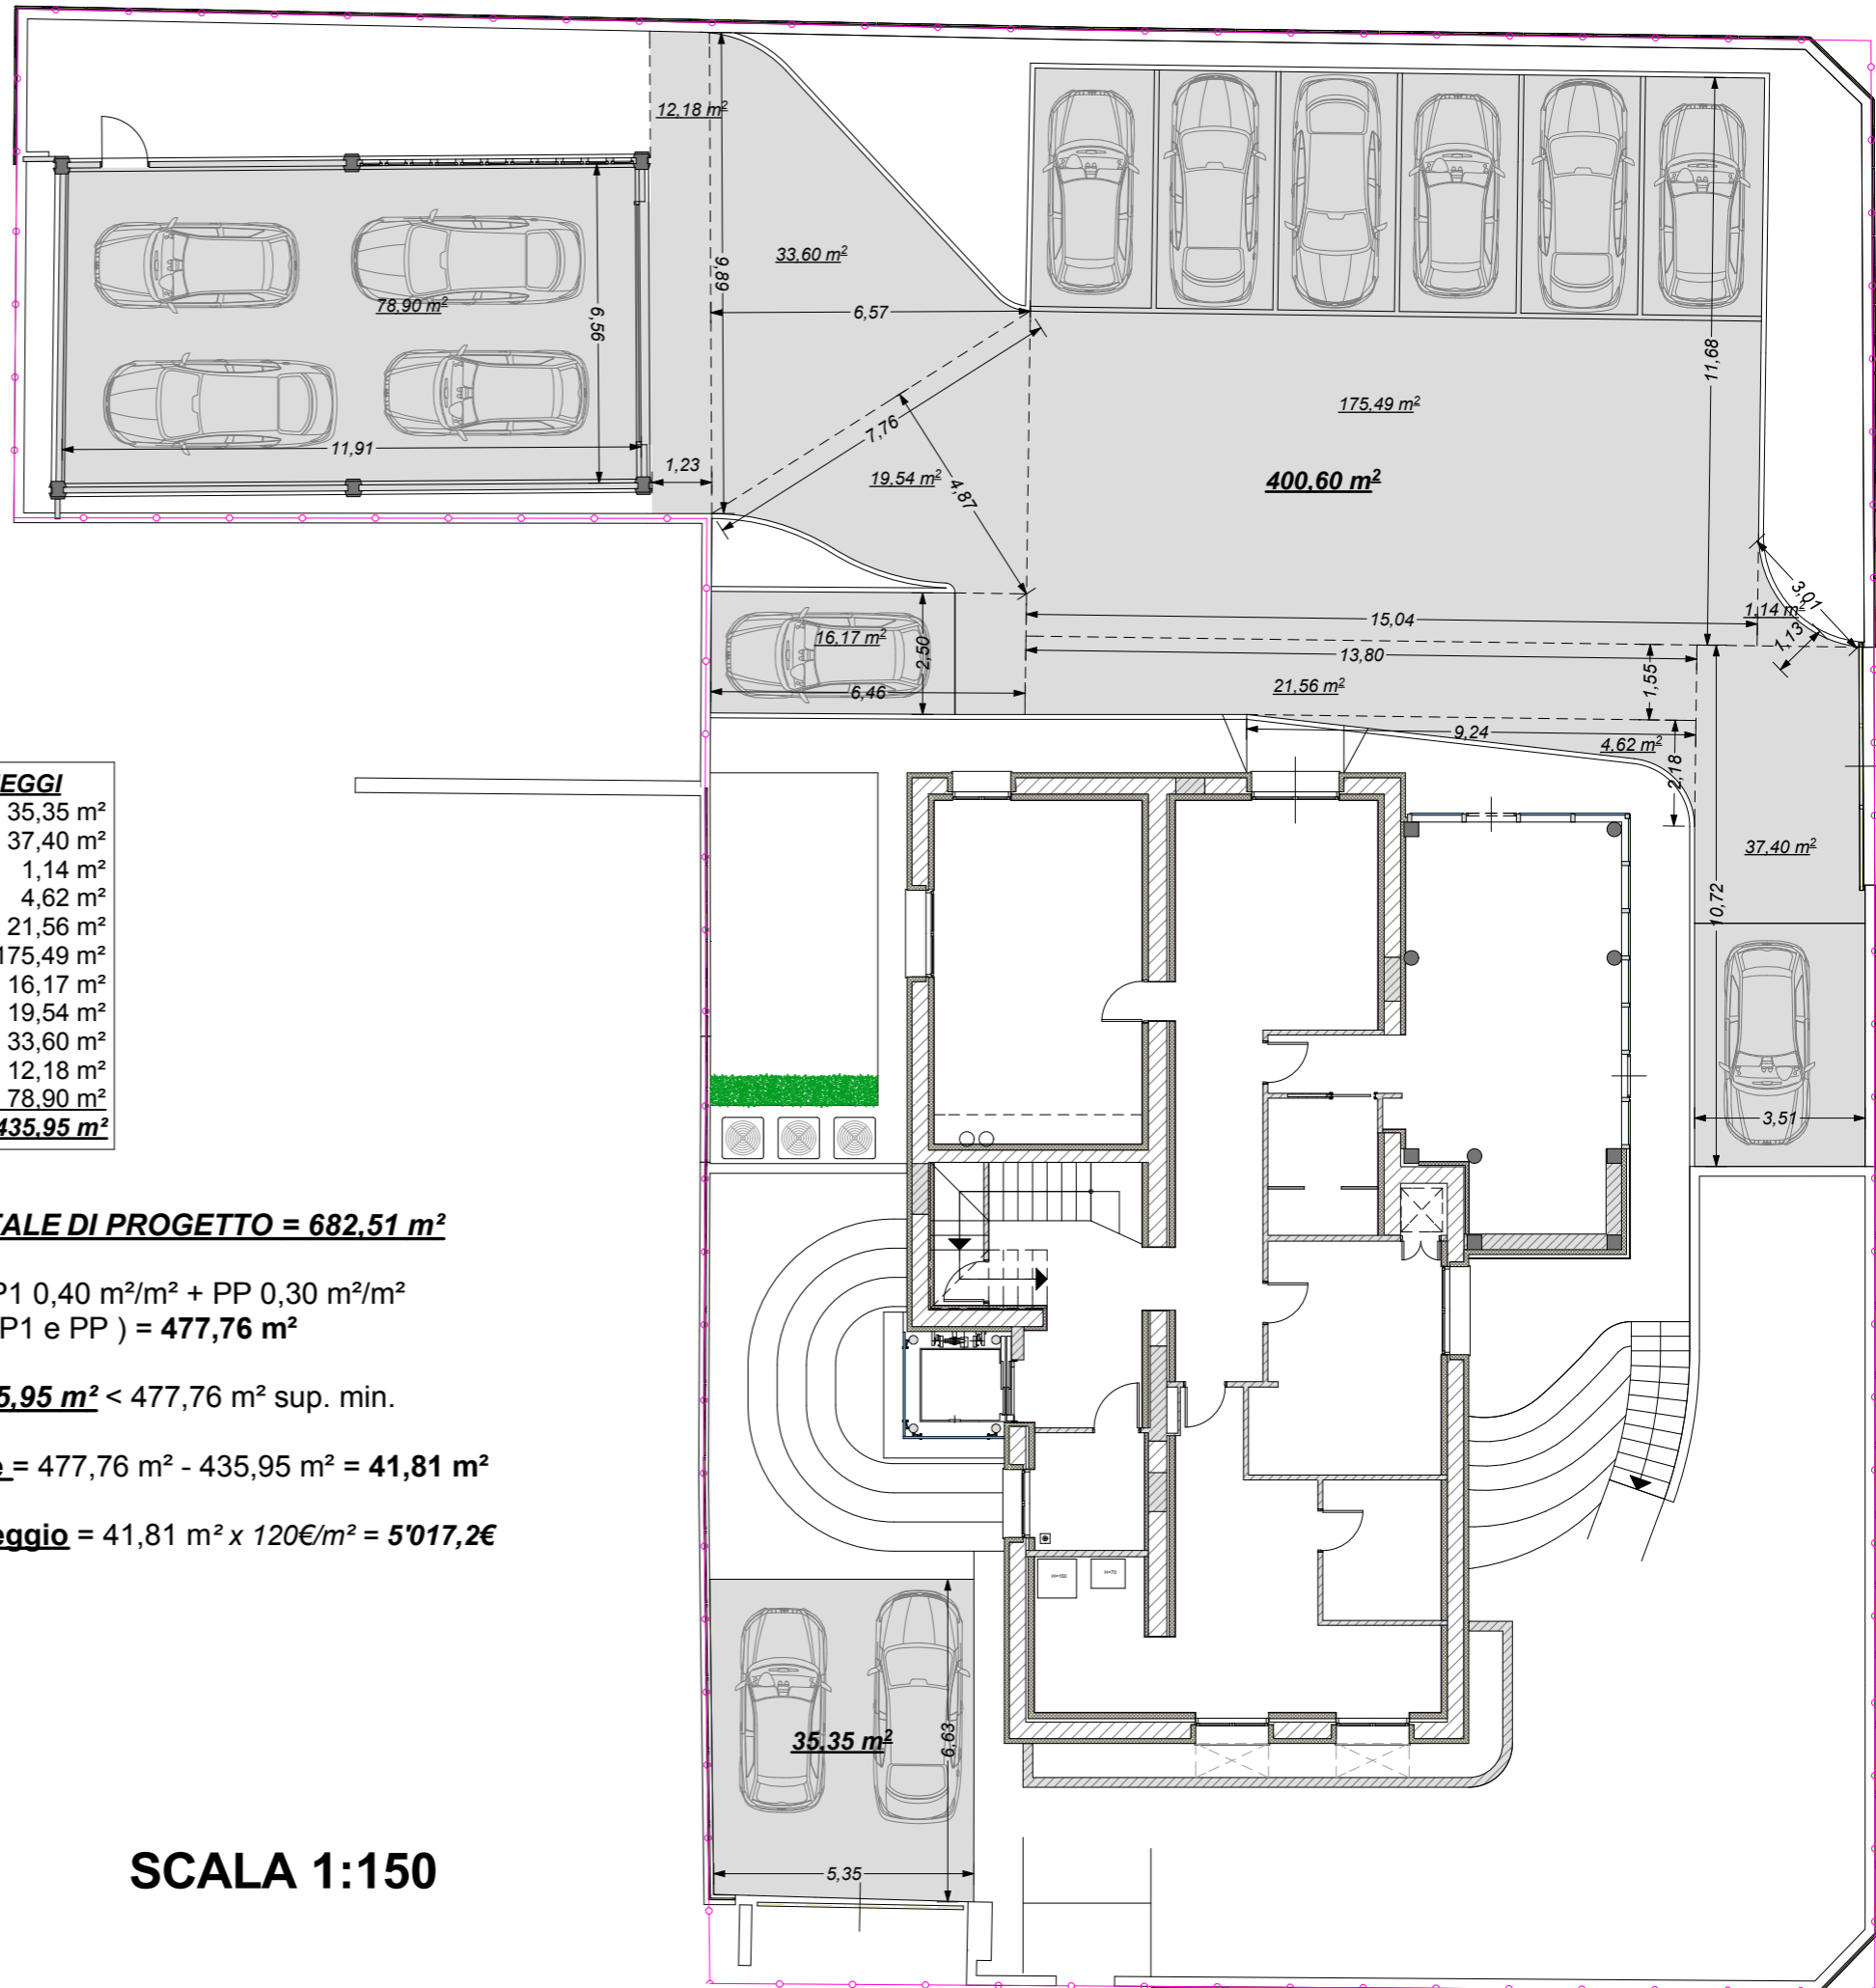 12,18 m²
33,60 m²
9,89
78,90 m²
6,56
6,57
11,68
175,49 m²
7,76
11,91
1,23
19,54 m²
4,87
400,60 m²
3,01
1,14 m²
15,04
1,13
16,17 m²
2,50
13,80
1,55
6,46
21,56 m²
9,24
4,62 m²
2,18
EGGI
35,35 m²
37,40 m²
1,14 m²
4,62 m²
21,56 m²
175,49 m²
16,17 m²
19,54 m²
33,60 m²
12,18 m²
78,90 m²
435,95 m²
37,40 m²
10,72
3,51
TALE DI PROGETTO = 682,51 m²
P1 0,40 m²/m² + PP 0,30 m²/m²
P1 e PP ) = 477,76 m²
5,95 m² < 477,76 m² sup. min.
e = 477,76 m² - 435,95 m² = 41,81 m²
eggio = 41,81 m² x 120€/m² = 5'017,2€
H=150
H=70
35,35 m²
6,63
5,35
SCALA 1:150